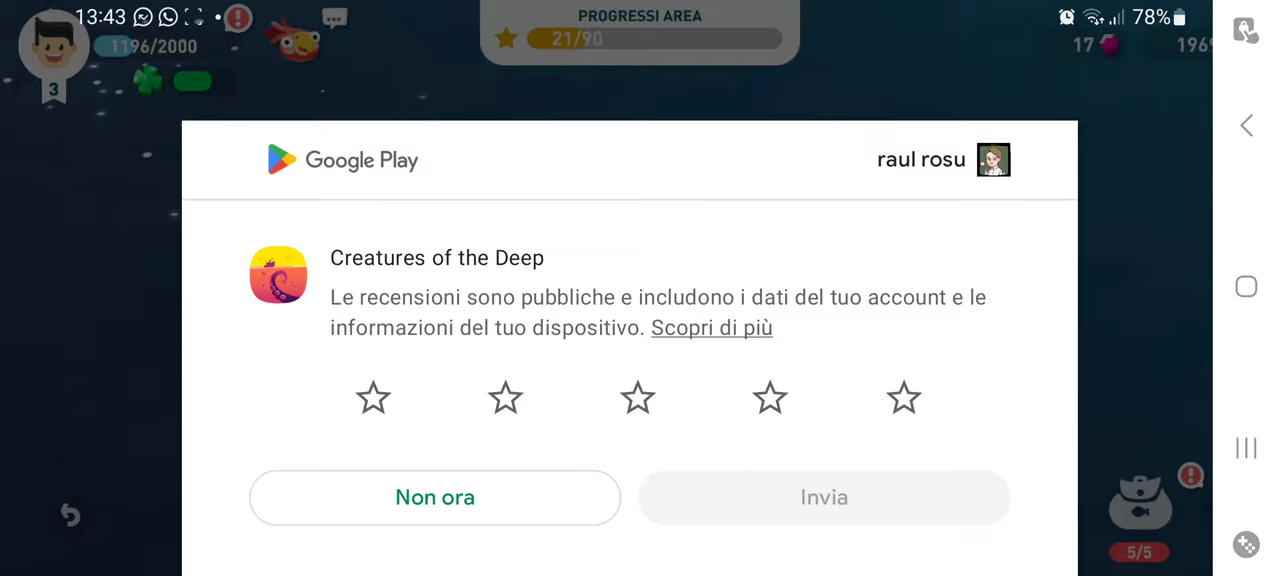 13:43
78%
PROGRESSI AREA
1196/2000
21/90
17
1969
3
Google Play
raul rosu
Creatures of the Deep
Le recensioni sono pubbliche e includono i dati del tuo account e le
informazioni del tuo dispositivo. Scopri di più
Non ora
Invia
5/5